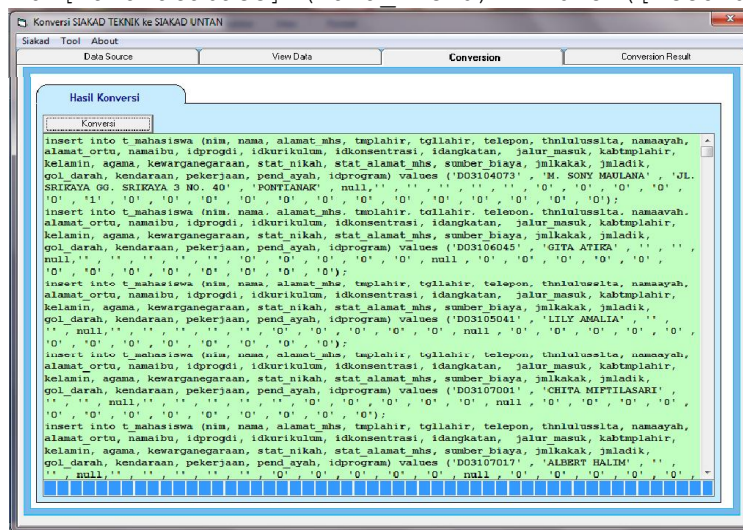 Konversi SIAKAD TEKNIK ke SIAKAD UNTAN
Siakad Tool About
Data Source View Data Conversion Conversion Result
Hasil Konversi
Konversi
insert into t_mahasiswa (nim, nama, alamat_mhs, tmplahir, tgllahir, telepon, thnlulusslta, namaayah,
alamat_ortu, namaibu, idprogdi, idkurikulum, idkonsentrasi, idangkatan, jalur_masuk, kabtmplahir,
kelamin, agama, kewarganegaraan, stat_nikah, stat_alamat_mhs, sumber_biaya, jmlkakak, jmladik,
gol_darah, kendaraan, pekerjaan, pend_ayah, idprogram) values ('D03104073' , 'M. SONY MAULANA' , 'JL.
SRIKAYA GG. SRIKAYA 3 NO. 40' , 'PONTIANAK' , null,'' , '' , '' , '' , '' , '0' , '0' , '0' , '0' ,
'0' , '1' , '0' , '0' , '0' , '0' , '0' , '0' , '0' , '0' , '0' , '0' , '0');
insert into t_mahasiswa (nim, nama, alamat_mhs, tmplahir, tgllahir, telepon, thnlulusslta, namaayah,
alamat_ortu, namaibu, idprogdi, idkurikulum, idkonsentrasi, idangkatan, jalur_masuk, kabtmplahir,
kelamin, agama, kewarganegaraan, stat_nikah, stat_alamat_mhs, sumber_biaya, jmlkakak, jmladik,
gol_darah, kendaraan, pekerjaan, pend_ayah, idprogram) values ('D03106045' , 'GITA ATIKA' , '' , '' ,
null,'' , '' , '' , '' , '' , '0' , '0' , '0' , '0' , '0' , null , '0' , '0' , '0' , '0' , '0' ,
'0' , '0' , '0' , '0' , '0' , '0' , '0');
insert into t_mahasiswa (nim, nama, alamat_mhs, tmplahir, tgllahir, telepon, thnlulusslta, namaayah,
alamat_ortu, namaibu, idprogdi, idkurikulum, idkonsentrasi, idangkatan, jalur_masuk, kabtmplahir,
kelamin, agama, kewarganegaraan, stat_nikah, stat_alamat_mhs, sumber_biaya, jmlkakak, jmladik,
gol_darah, kendaraan, pekerjaan, pend_ayah, idprogram) values ('D03105041' , 'LILY AMALIA' , '' ,
'' , null,'' , '' , '' , '' , '' , '0' , '0' , '0' , '0' , '0' , null , '0' , '0' , '0' , '0' , '0' ,
'0' , '0' , '0' , '0' , '0' , '0' , '0');
insert into t_mahasiswa (nim, nama, alamat_mhs, tmplahir, tgllahir, telepon, thnlulusslta, namaayah,
alamat_ortu, namaibu, idprogdi, idkurikulum, idkonsentrasi, idangkatan, jalur_masuk, kabtmplahir,
kelamin, agama, kewarganegaraan, stat_nikah, stat_alamat_mhs, sumber_biaya, jmlkakak, jmladik,
gol_darah, kendaraan, pekerjaan, pend_ayah, idprogram) values ('D03107001' , 'CHITA MIFTILASARI' ,
'' , '' , null,'' , '' , '' , '' , '' , '0' , '0' , '0' , '0' , '0' , null , '0' , '0' , '0' , '0' ,
'0' , '0' , '0' , '0' , '0' , '0' , '0' , '0');
insert into t_mahasiswa (nim, nama, alamat_mhs, tmplahir, tgllahir, telepon, thnlulusslta, namaayah,
alamat_ortu, namaibu, idprogdi, idkurikulum, idkonsentrasi, idangkatan, jalur_masuk, kabtmplahir,
kelamin, agama, kewarganegaraan, stat_nikah, stat_alamat_mhs, sumber_biaya, jmlkakak, jmladik,
gol_darah, kendaraan, pekerjaan, pend_ayah, idprogram) values ('D03107017' , 'ALBERT HALIM' , '' ,
'' , null,'' , '' , '' , '' , '' , '0' , '0' , '0' , '0' , '0' , null , '0' , '0' , '0' , '0' , '0' ,